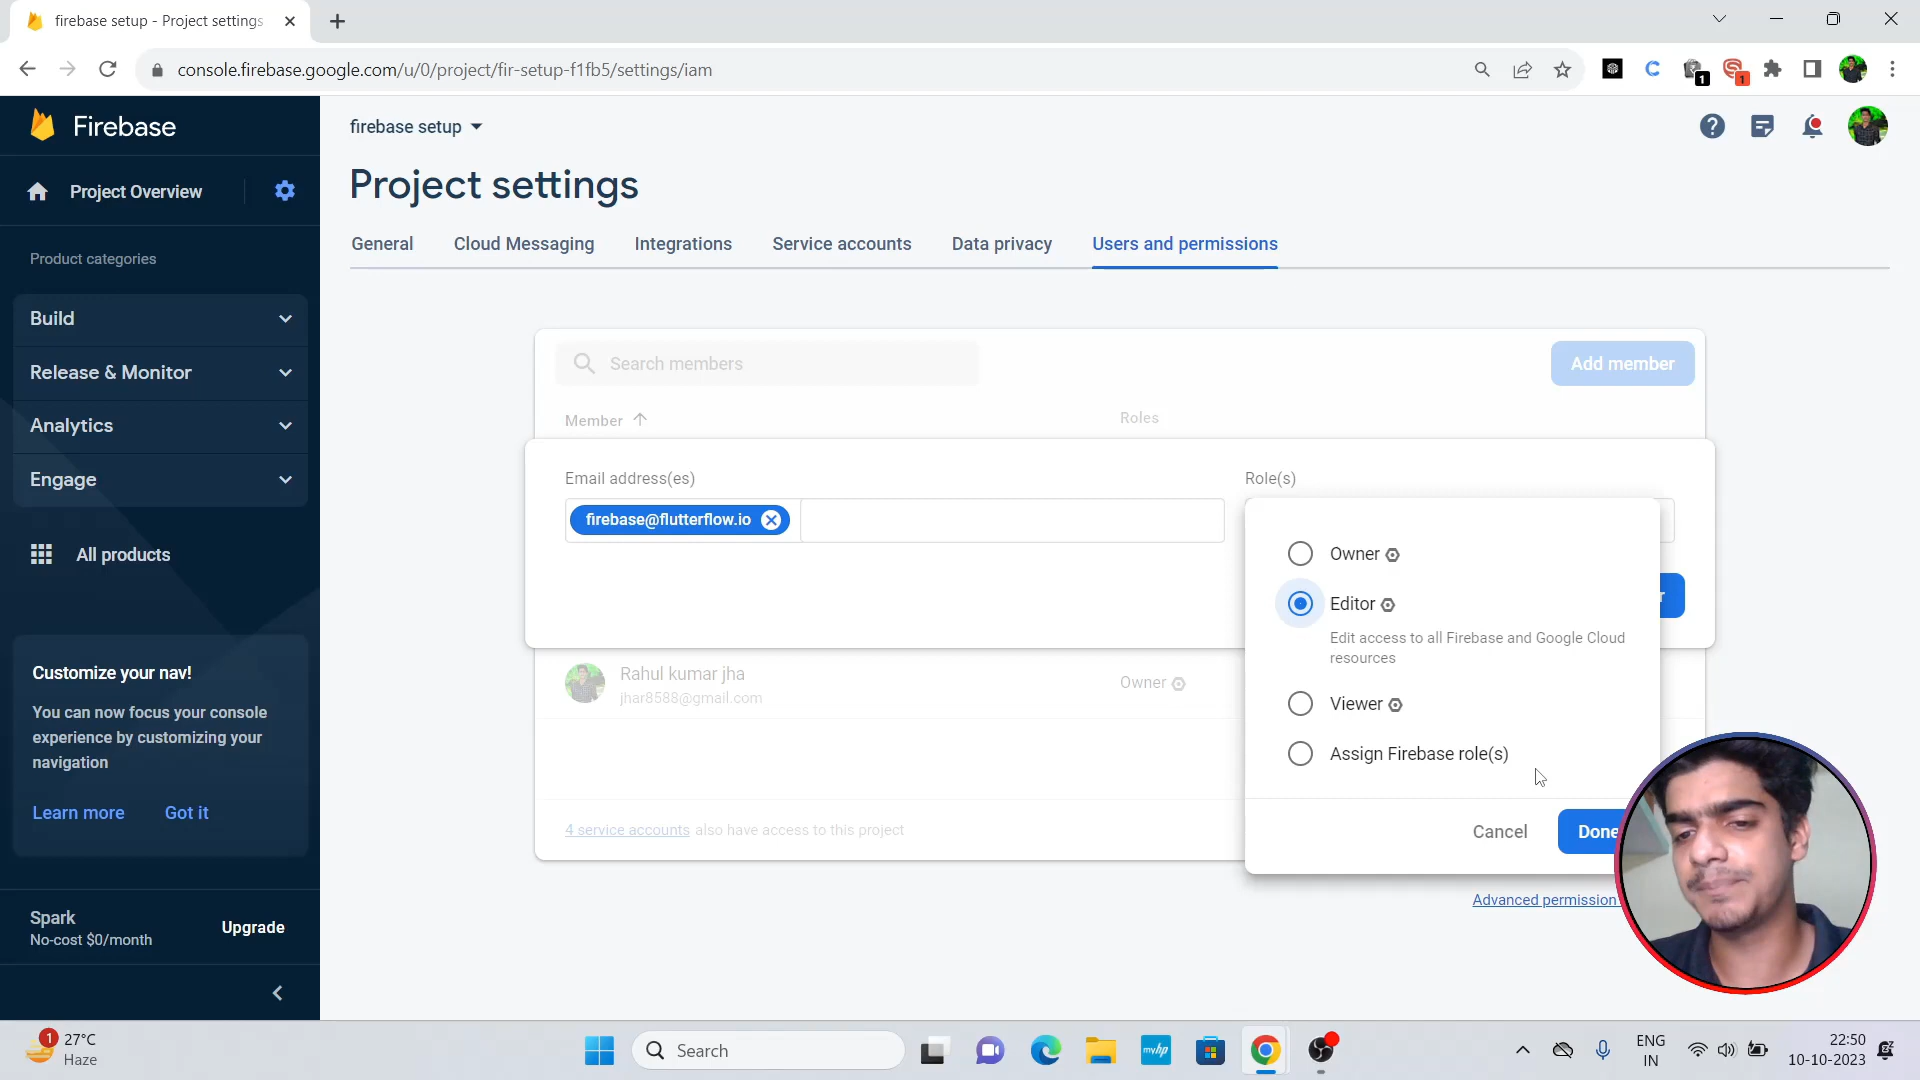 firebase setup - Project settings
console.firebase.google.com/u/0/project/fir-setup-f1fb5/settings/iam
1
1
Firebase
firebase setup
Project Overview
Project settings
General
Cloud Messaging
Integrations
Service accounts
Data privacy
Users and permissions
Product categories
Build
Release & Monitor
Analytics
Engage
All products
Search members
Add member
Member
Roles
Email address(es)
Role(s)
firebase@flutterflow.io
Owner
Editor
Edit access to all Firebase and Google Cloud
resources
Viewer
Assign Firebase role(s)
Cancel
Done
Rahul kumar jha
jhar8588@gmail.com
Owner
4 service accounts also have access to this project
Advanced permission
Customize your nav!
You can now focus your console
experience by customizing your
navigation
Learn more
Got it
Spark
No-cost $0/month
Upgrade
1
27°C
Haze
Search
myhp
ENG
IN
22:50
10-10-2023